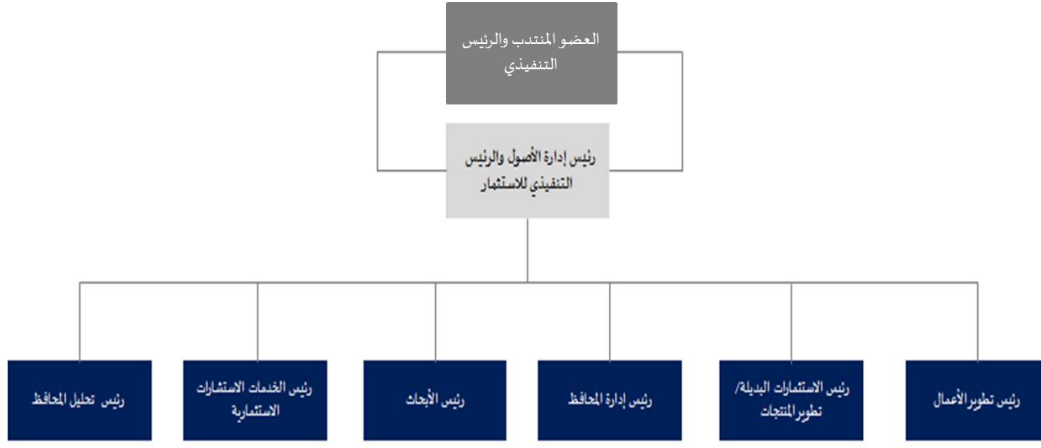 العضو المنتدب والرئيس
التنفيذي
رئيس إدارة الأصول والرئيس
التنفيذي للاستثمار
رئيس تطوير الأعمال
رئيس الاستثمارات البديلة/
تطوير المنتجات
رئيس إدارة المحافظ
رئيس الأبحاث
رئيس الخدمات الاستشارات
الاستثمارية
رئيس تحليل المحافظ